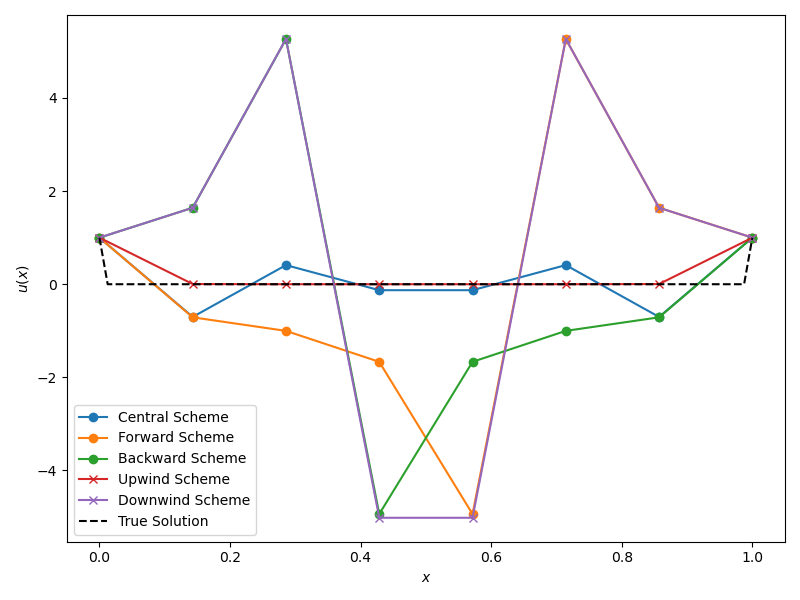 4
2
0
−2
−4
u(x)
Central Scheme
Forward Scheme
Backward Scheme
Upwind Scheme
Downwind Scheme
True Solution
0.0 0.2 0.4 0.6 0.8 1.0
x